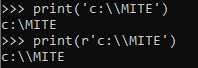 >>> print('c:\\MITE')
c:\MITE
>>> print(r'c:\\MITE')
c:\\MITE